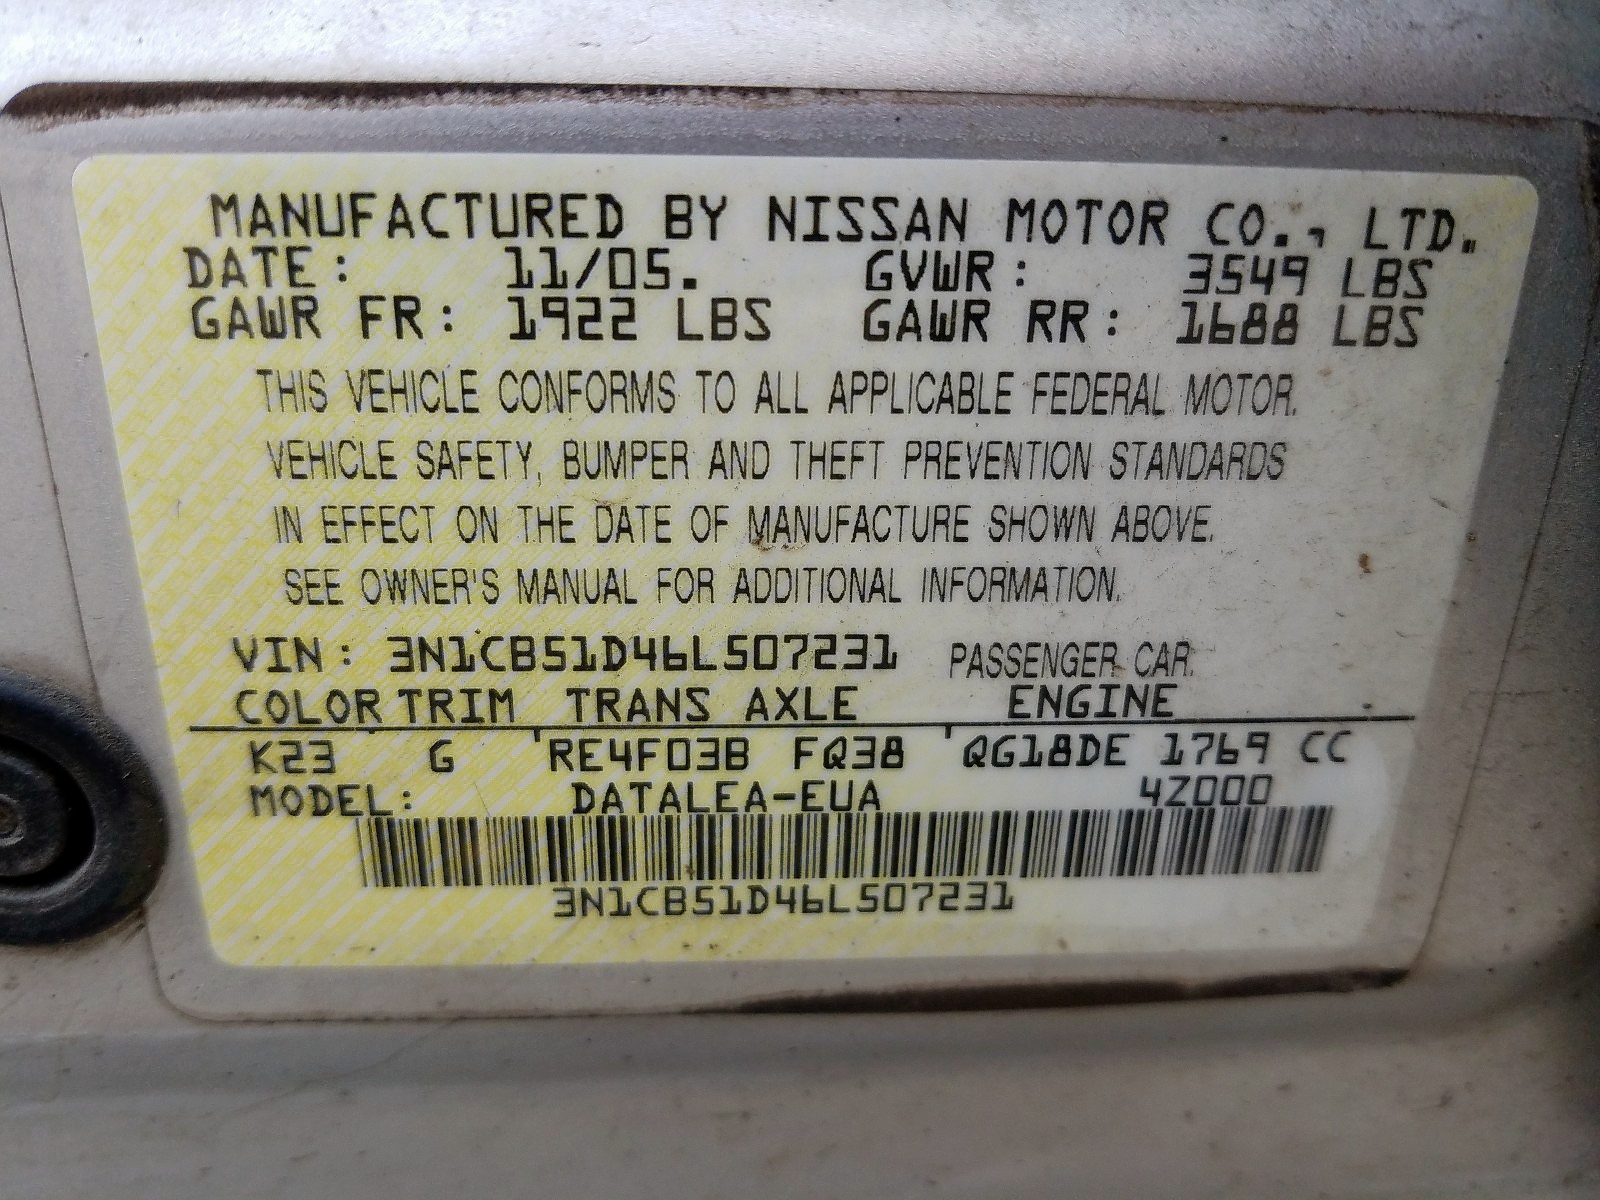 MANUFACTURED BY NISSAN MOTOR CO., LTD.
DATE: 11/05. GVWR: 3549 LBS
GAWR FR: 1922 LBS GAWR RR: 1688 LBS
THIS VEHICLE CONFORMS TO ALL APPLICABLE FEDERAL MOTOR.
VEHICLE SAFETY, BUMPER AND THEFT PREVENTION STANDARDS
IN EFFECT ON THE DATE OF MANUFACTURE SHOWN ABOVE.
SEE OWNER'S MANUAL FOR ADDITIONAL INFORMATION.
VIN: 3N1CB51D46L507231 PASSENGER CAR.
COLOR TRIM TRANS AXLE ENGINE
K23 G RE4F03B FQ38 QG18DE 1769 CC
MODEL: DATALEA-EUA 4Z000
3N1CB51D46L507231